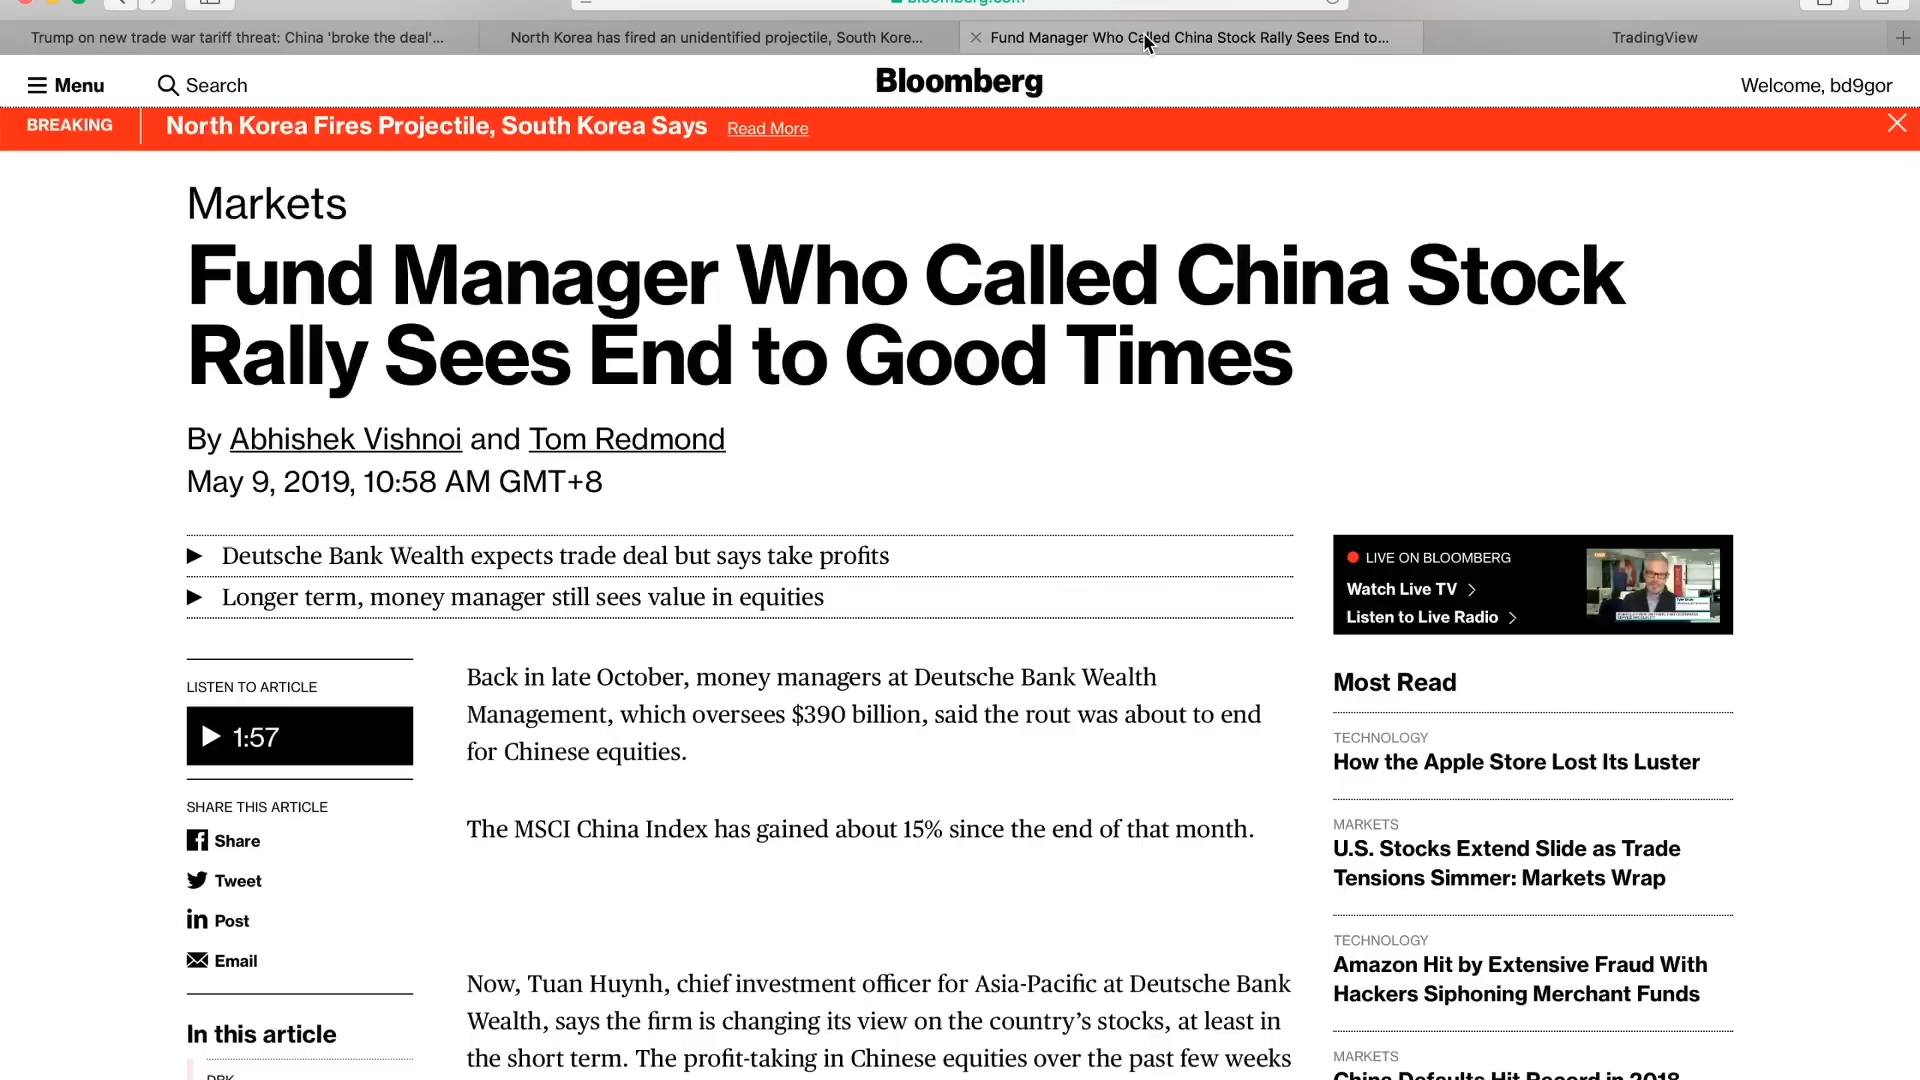 Trump on new trade war tariff threat: China 'broke the deal'...
North Korea has fired an unidentified projectile, South Kore...
Fund Manager Who Called China Stock Rally Sees End to...
TradingView
Menu
Search
Bloomberg
Welcome, bd9gor
BREAKING
North Korea Fires Projectile, South Korea Says Read More
Markets
Fund Manager Who Called China Stock
Rally Sees End to Good Times
By Abhishek Vishnoi and Tom Redmond
May 9, 2019, 10:58 AM GMT+8
Deutsche Bank Wealth expects trade deal but says take profits
Longer term, money manager still sees value in equities
LISTEN TO ARTICLE
1:57
SHARE THIS ARTICLE
Share
Tweet
Post
Email
In this article
Back in late October, money managers at Deutsche Bank Wealth
Management, which oversees $390 billion, said the rout was about to end
for Chinese equities.
The MSCI China Index has gained about 15% since the end of that month.
Now, Tuan Huynh, chief investment officer for Asia-Pacific at Deutsche Bank
Wealth, says the firm is changing its view on the country's stocks, at least in
the short term. The profit-taking in Chinese equities over the past few weeks
LIVE ON BLOOMBERG
Watch Live TV
Listen to Live Radio
Most Read
TECHNOLOGY
How the Apple Store Lost Its Luster
MARKETS
U.S. Stocks Extend Slide as Trade
Tensions Simmer: Markets Wrap
TECHNOLOGY
Amazon Hit by Extensive Fraud With
Hackers Siphoning Merchant Funds
MARKETS
China Defaults Hit Record in 2018